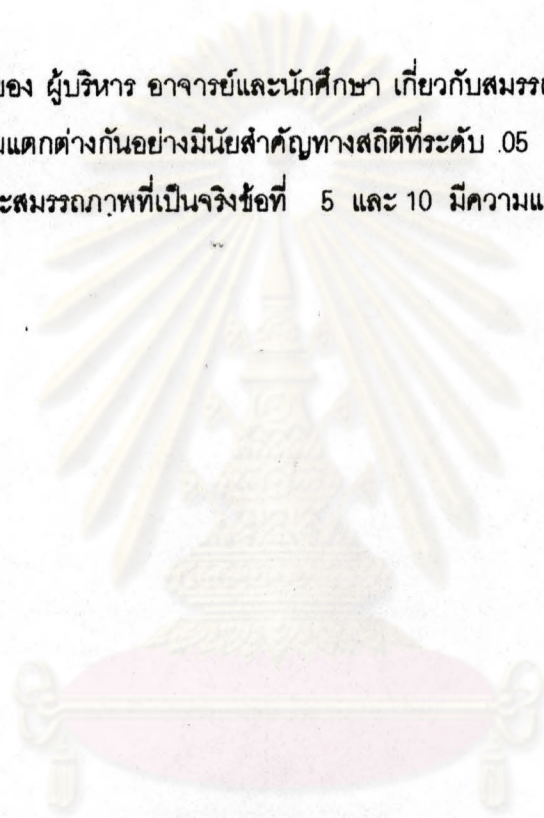 ของ ผู้บริหาร อาจารย์และนักศึกษา เกี่ยวกับสมรรถ
แตกต่างกันอย่างมีนัยสำคัญทางสถิติที่ระดับ .05
ะสมรรถภาพที่เป็นจริงข้อที่ 5 และ 10 มีความแ